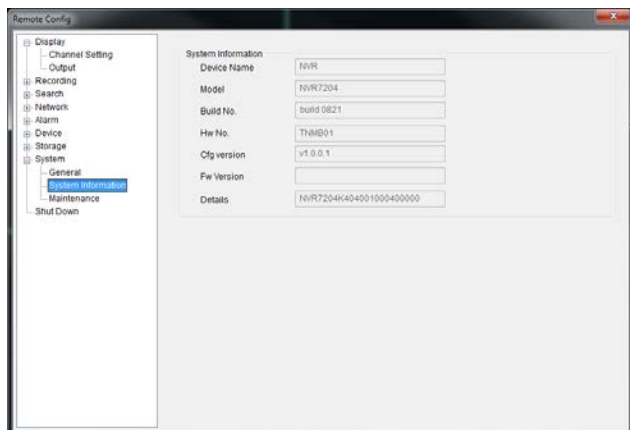 Remote Config
Display
Channel Setting
Output
Recording
Search
Network
Alarm
Device
Storage
System
General
System Information
Maintenance
Shut Down
System Information
Device Name NVR
Model NVR7204
Build No. build 0821
Hw No. TNMB01
Cfg version v1.0.0.1
Fw Version
Details NVR7204K404001000400000